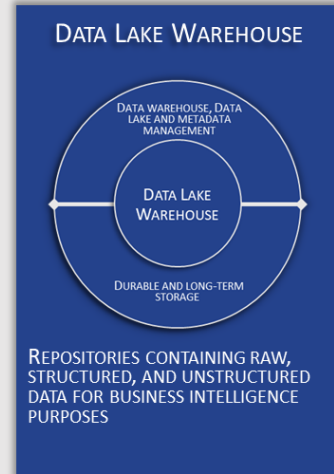 Data Lake Warehouse
Data warehouse, Data
lake and metadata
management
Data Lake
Warehouse
Durable and long-term
storage
Repositories containing raw,
structured, and unstructured
data for business intelligence
purposes